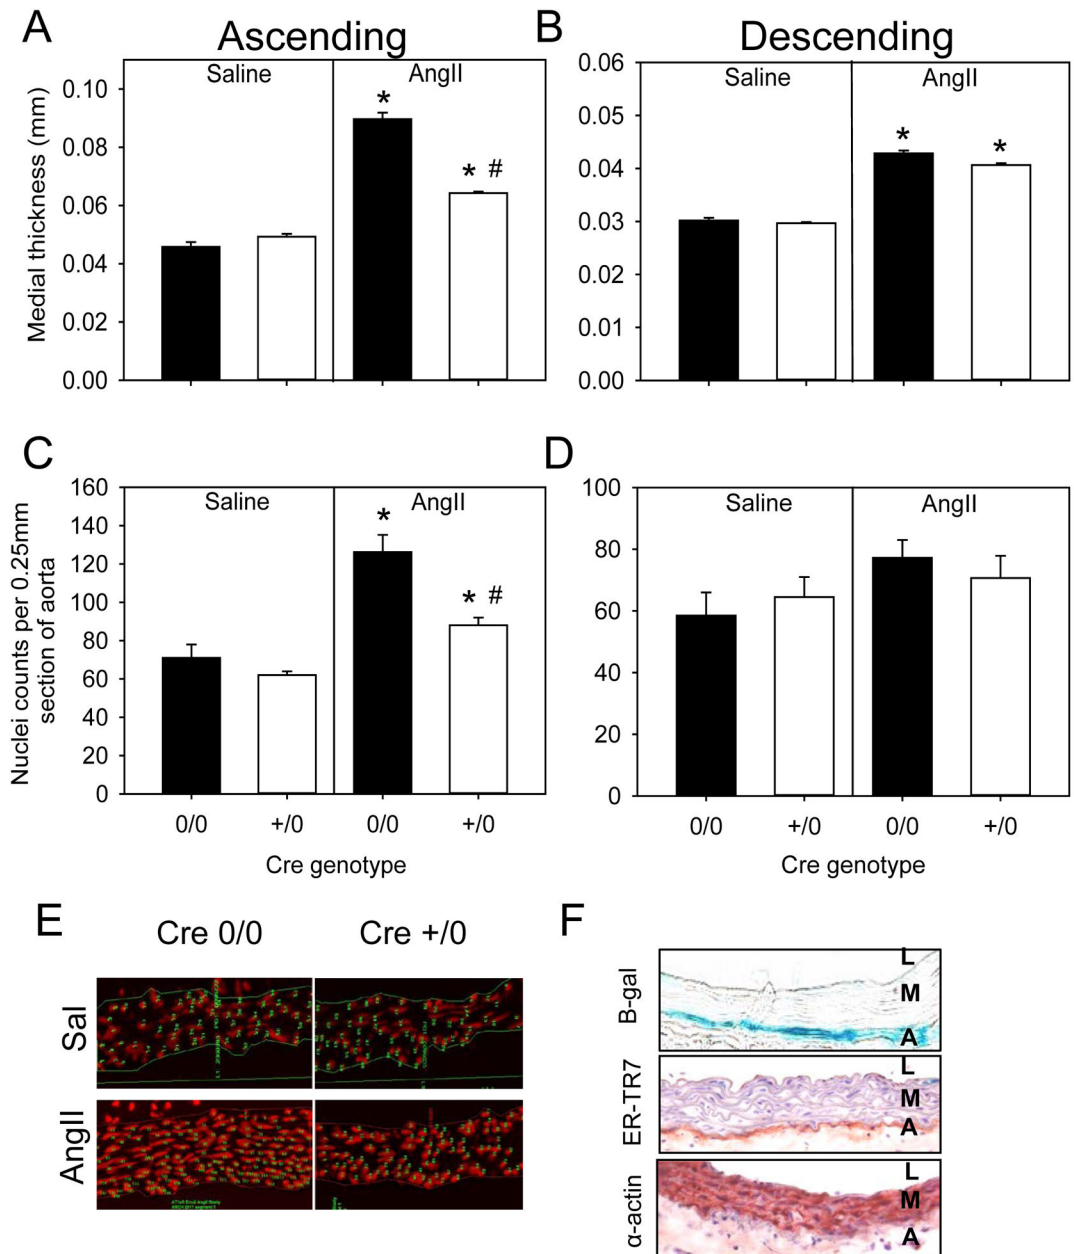 A
Ascending
B
Descending
Saline
AngII
*
* #
Medial thickness (mm)
0.10
0.08
0.06
0.04
0.02
0.00
Saline
AngII
*
*
0.06
0.05
0.04
0.03
0.02
0.01
0.00
C
D
Saline
AngII
*
* #
Nuclei counts per 0.25mm
section of aorta
160
140
120
100
80
60
40
20
0
0/0
+/0
0/0
+/0
Cre genotype
Saline
AngII
100
80
60
40
20
0
0/0
+/0
0/0
+/0
Cre genotype
E
Cre 0/0
Cre +/0
Sal
AngII
F
B-gal
L
M
A
ER-TR7
L
M
A
α-actin
L
M
A